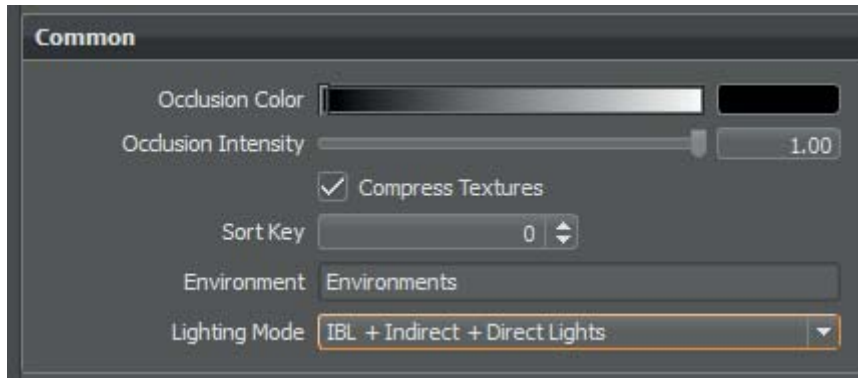 Common
Occlusion Color
Occlusion Intensity 1.00
Compress Textures
Sort Key 0
Environment Environments
Lighting Mode IBL + Indirect + Direct Lights